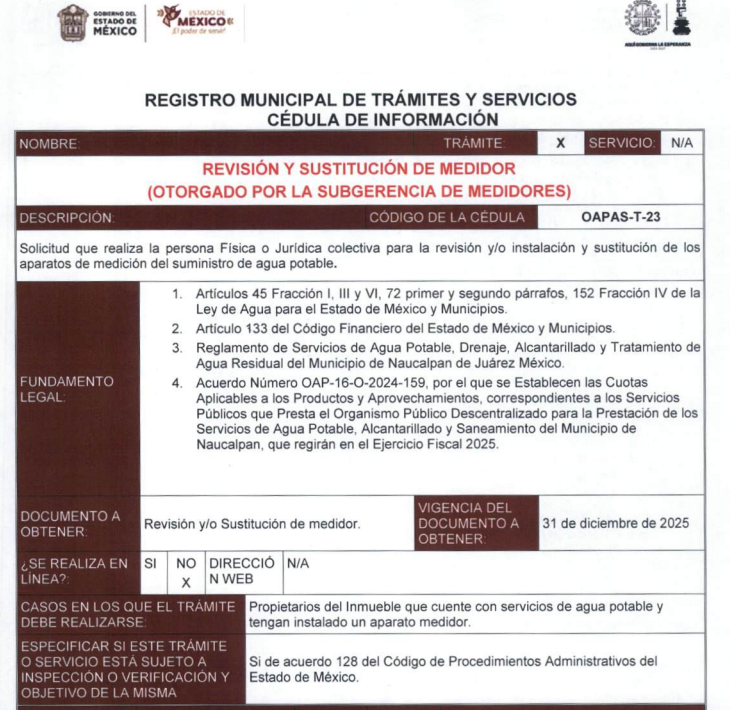 GOBIERNO DEL
ESTADO DE
MÉXICO
ESTADO DE
MÉXICO
¡El poder de servir!
AQUÍ GOBIERNA LA ESPERANZA
REGISTRO MUNICIPAL DE TRÁMITES Y SERVICIOS
CÉDULA DE INFORMACIÓN
NOMBRE: TRÁMITE: X SERVICIO: N/A
REVISIÓN Y SUSTITUCIÓN DE MEDIDOR
(OTORGADO POR LA SUBGERENCIA DE MEDIDORES)
DESCRIPCIÓN: CÓDIGO DE LA CÉDULA OAPAS-T-23
Solicitud que realiza la persona Física o Jurídica colectiva para la revisión y/o instalación y sustitución de los
aparatos de medición del suministro de agua potable.
FUNDAMENTO
LEGAL:
1. Artículos 45 Fracción I, III y VI, 72 primer y segundo párrafos, 152 Fracción IV de la
Ley de Agua para el Estado de México y Municipios.
2. Artículo 133 del Código Financiero del Estado de México y Municipios.
3. Reglamento de Servicios de Agua Potable, Drenaje, Alcantarillado y Tratamiento de
Agua Residual del Municipio de Naucalpan de Juárez México.
4. Acuerdo Número OAP-16-O-2024-159, por el que se Establecen las Cuotas
Aplicables a los Productos y Aprovechamientos, correspondientes a los Servicios
Públicos que Presta el Organismo Público Descentralizado para la Prestación de los
Servicios de Agua Potable, Alcantarillado y Saneamiento del Municipio de
Naucalpan, que regirán en el Ejercicio Fiscal 2025.
DOCUMENTO A
OBTENER:
Revisión y/o Sustitución de medidor.
VIGENCIA DEL
DOCUMENTO A
OBTENER:
31 de diciembre de 2025
¿SE REALIZA EN
LÍNEA?:
SI
NO
X
DIRECCIÓ
N WEB
N/A
CASOS EN LOS QUE EL TRÁMITE
DEBE REALIZARSE:
Propietarios del Inmueble que cuente con servicios de agua potable y
tengan instalado un aparato medidor.
ESPECIFICAR SI ESTE TRÁMITE
O SERVICIO ESTÁ SUJETO A
INSPECCIÓN O VERIFICACIÓN Y
OBJETIVO DE LA MISMA
Si de acuerdo 128 del Código de Procedimientos Administrativos del
Estado de México.